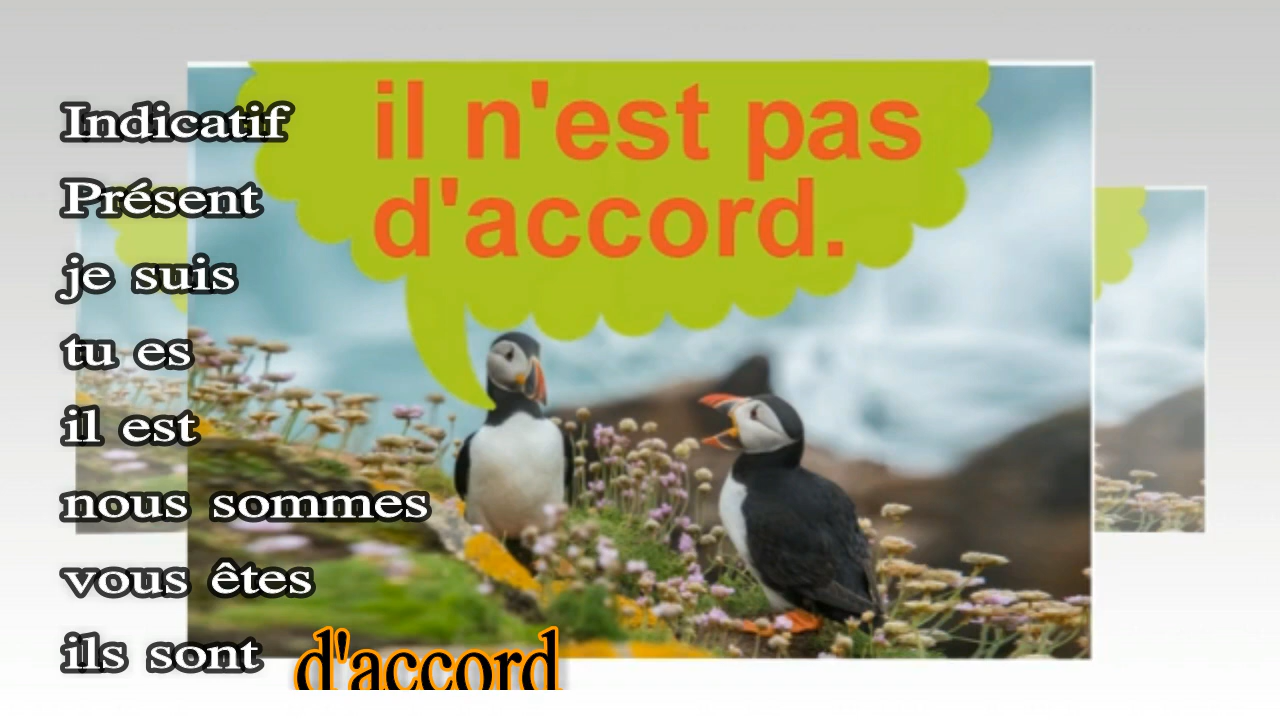 il n'est pas
d'accord.
Indicatif
Présent
je suis
tu es
il est
nous sommes
vous êtes
ils sont d'accord